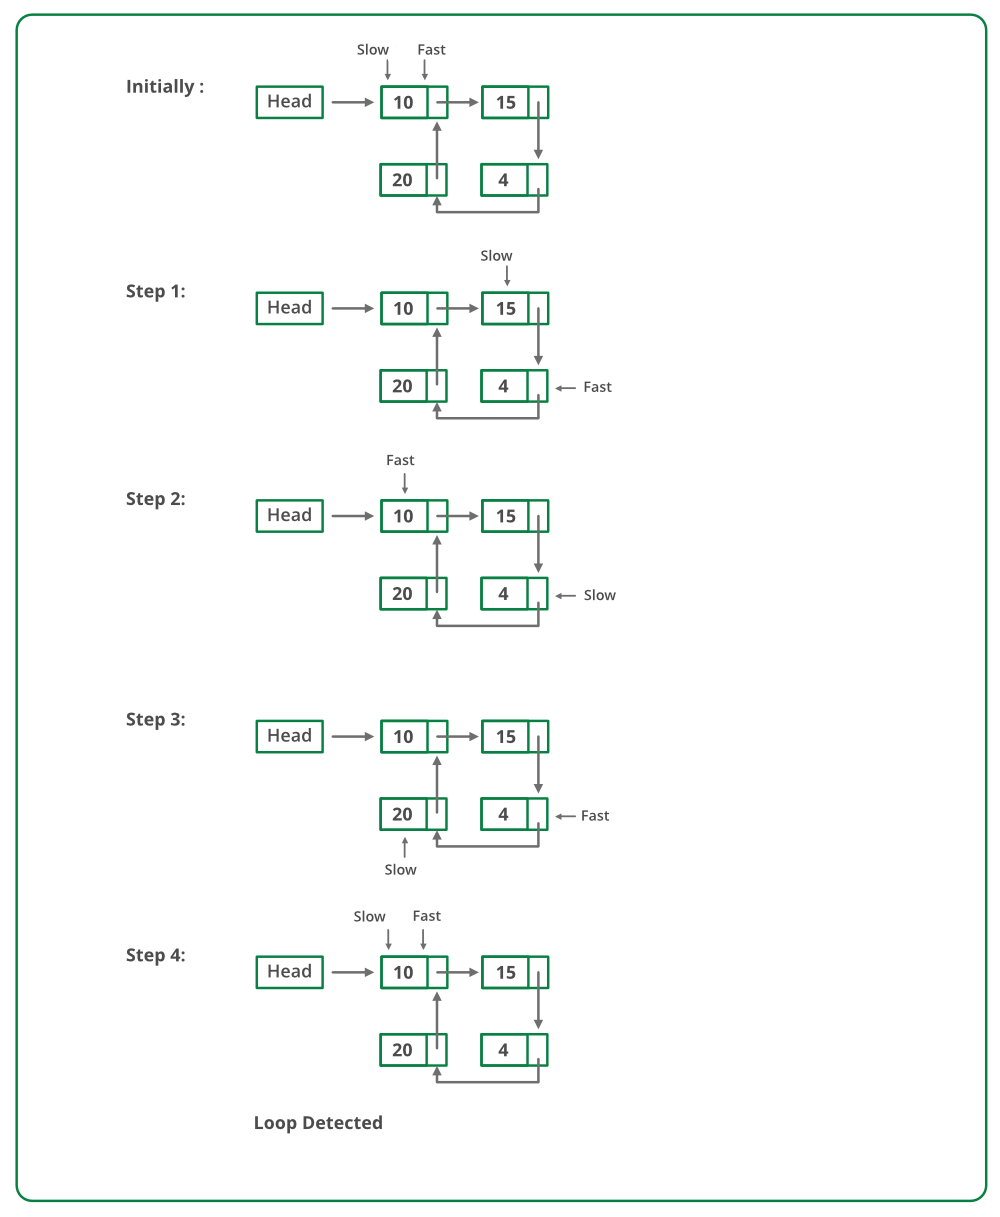 Slow Fast
Initially :
Head 10 15
20 4
Slow
Step 1:
Head 10 15
20 4 Fast
Fast
Step 2:
Head 10 15
20 4 Slow
Step 3:
Head 10 15
20 4 Fast
Slow
Slow Fast
Step 4:
Head 10 15
20 4
Loop Detected